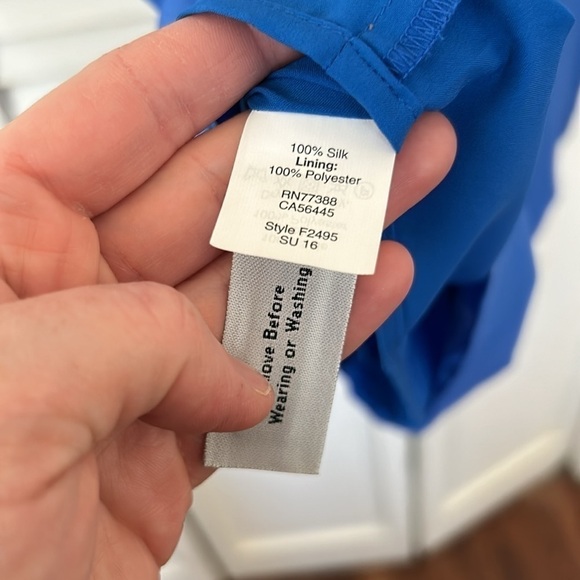 100% Silk
Lining:
100% Polyester
RN77388
CA56445
Style F2495
SU 16
Before
Wearing or Washing